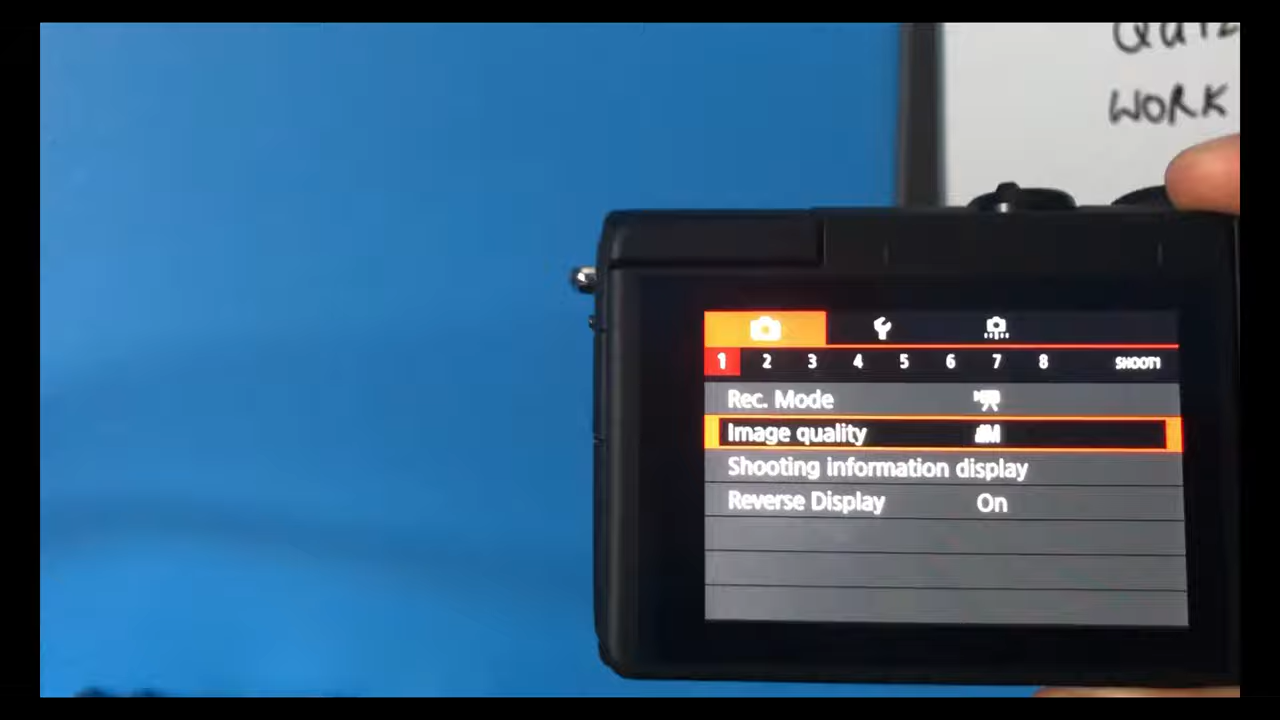 WORK
1 2 3 4 5 6 7 8 SHOOT1
Rec. Mode
Image quality M
Shooting information display
Reverse Display On